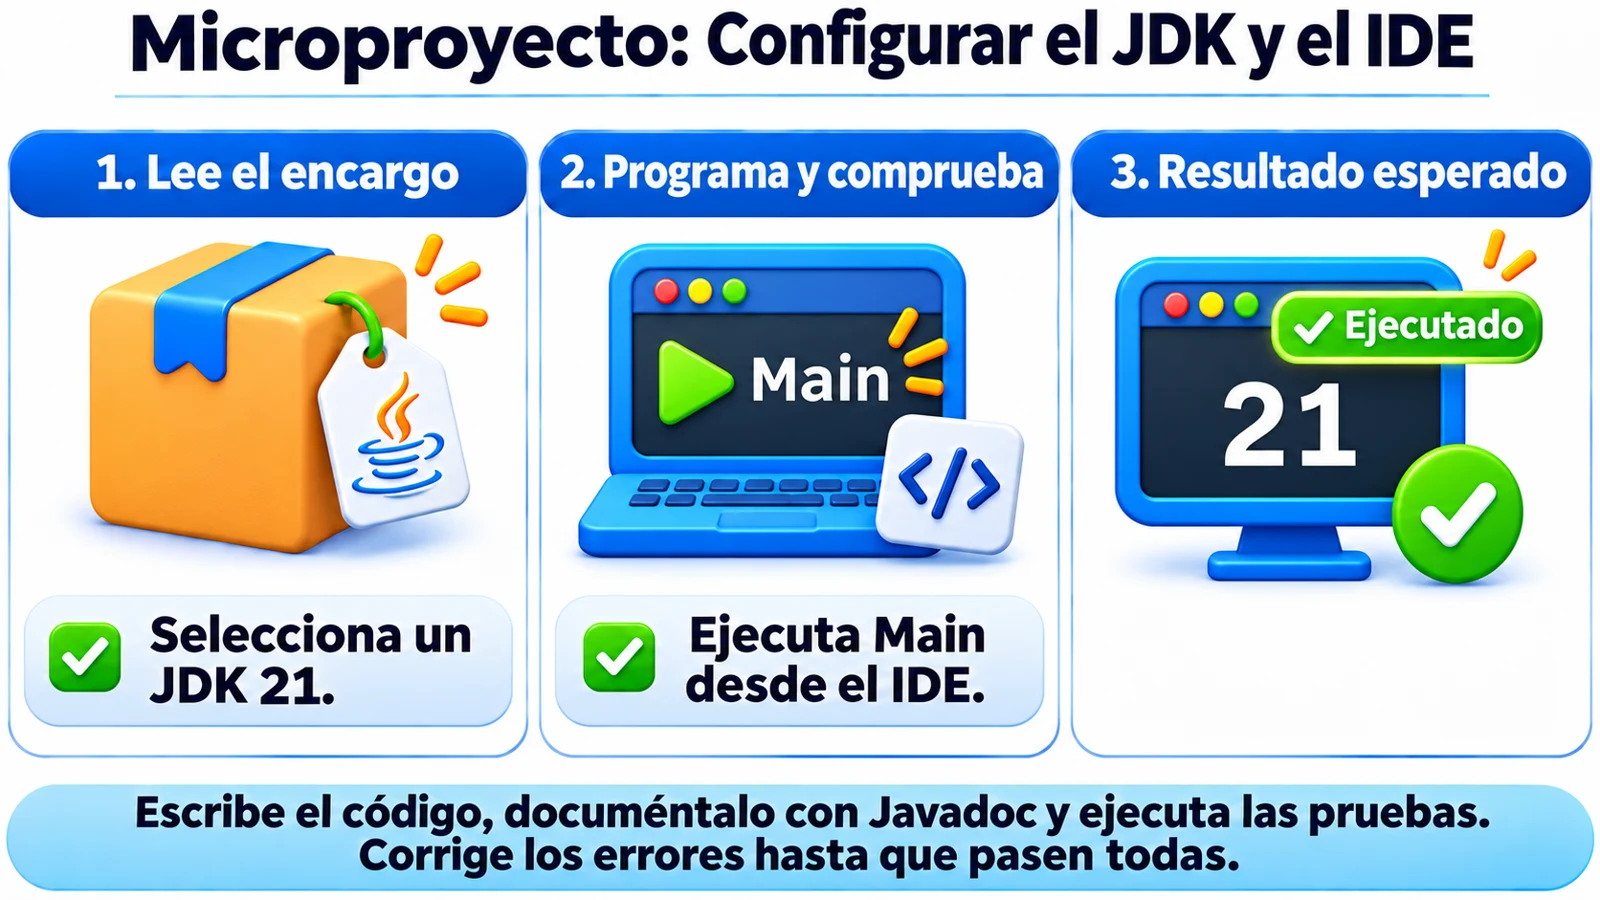 Microproyecto: Configurar el JDK y el IDE
1. Lee el encargo
Selecciona un
JDK 21.
2. Programa y comprueba
Main
</>
Ejecuta Main
desde el IDE.
3. Resultado esperado
Ejecutado
21
Escribe el código, documéntalo con Javadoc y ejecuta las pruebas.
Corrige los errores hasta que pasen todas.